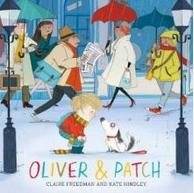 OLIVER & PATCH
CLAIRE FREEDMAN AND KATE HINDLEY